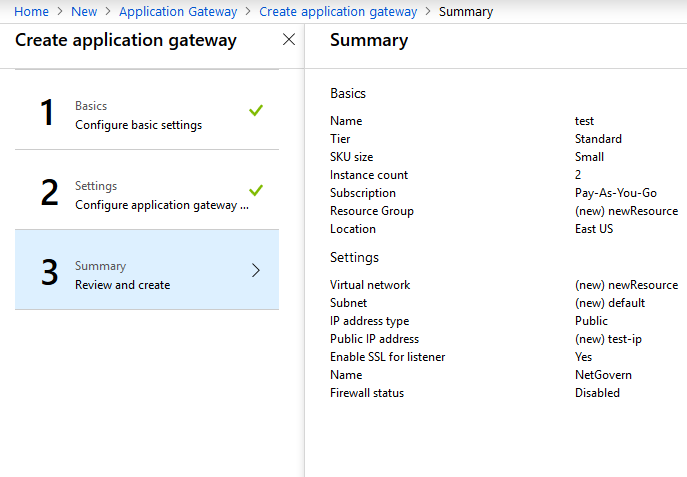 Home > New > Application Gateway > Create application gateway > Summary
Create application gateway
1
Basics
Configure basic settings
2
Settings
Configure application gateway ...
3
Summary
Review and create
Summary
Basics
Name test
Tier Standard
SKU size Small
Instance count 2
Subscription Pay-As-You-Go
Resource Group (new) newResource
Location East US
Settings
Virtual network (new) newResource
Subnet (new) default
IP address type Public
Public IP address (new) test-ip
Enable SSL for listener Yes
Name NetGovern
Firewall status Disabled